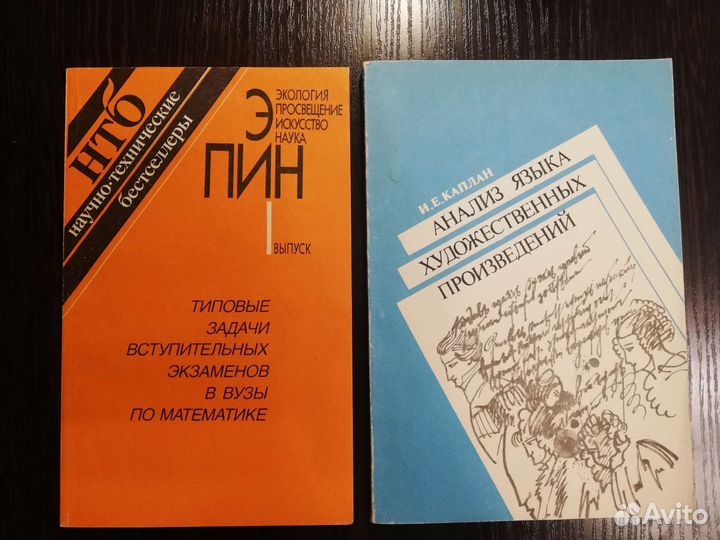 НТб
научно-технические
бестселлеры
ЭКОЛОГИЯ
ПРОСВЕЩЕНИЕ
ИСКУССТВО
НАУКА
Э
ПИН
I ВЫПУСК
ТИПОВЫЕ
ЗАДАЧИ
ВСТУПИТЕЛЬНЫХ
ЭКЗАМЕНОВ
В ВУЗЫ
ПО МАТЕМАТИКЕ
И.Е.КАПЛАН
АНАЛИЗ ЯЗЫКА
ХУДОЖЕСТВЕННЫХ
ПРОИЗВЕДЕНИЙ
Avito